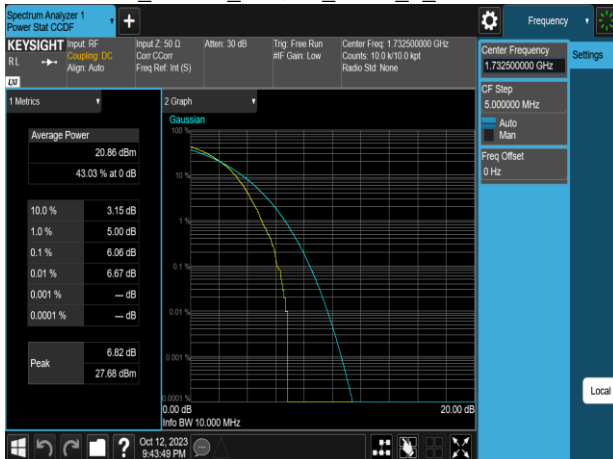 Spectrum Analyzer 1
Power Stat CCDF
Frequency
KEYSIGHT
RL
LXI
Input: RF
Coupling: DC
Align: Auto
Input Z: 50 Ω
Corr CCorr
Freq Ref: Int (S)
Atten: 30 dB
Trig: Free Run
#IF Gain: Low
Center Freq: 1.732500000 GHz
Counts: 10.0 k/10.0 kpt
Radio Std: None
Center Frequency
1.732500000 GHz
Settings
CF Step
5.000000 MHz
Auto
Man
Freq Offset
0 Hz
Local
1 Metrics
Average Power
20.86 dBm
43.03 % at 0 dB
10.0 % 3.15 dB
1.0 % 5.00 dB
0.1 % 6.06 dB
0.01 % 6.67 dB
0.001 % --- dB
0.0001 % --- dB
Peak
6.82 dB
27.68 dBm
2 Graph
Gaussian
100 %
10 %
1 %
0.1 %
0.01 %
0.001 %
0.0001 %
0.00 dB
20.00 dB
Info BW 10.000 MHz
?
Oct 12, 2023
9:43:49 PM